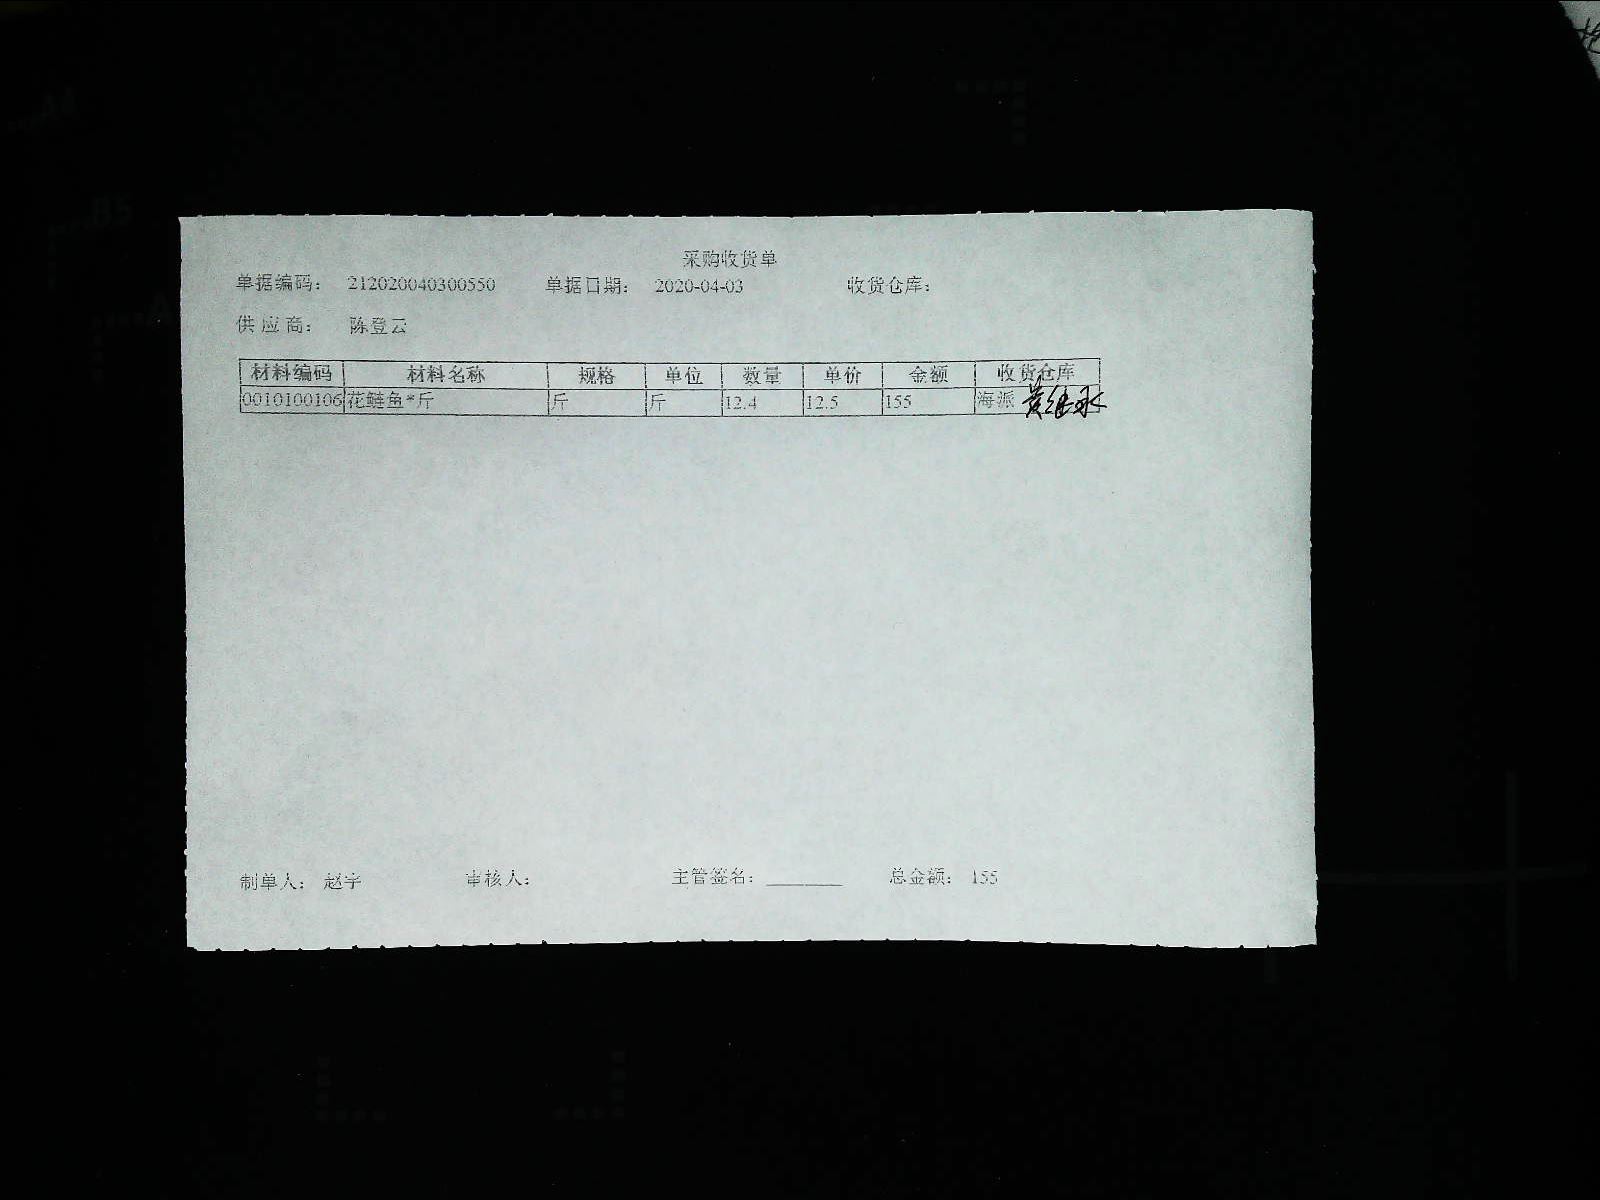 采购收货单
单据编码： 212020040300550 单据日期： 2020-04-03 收货仓库：
供应商： 陈登云
材料编码 材料名称 规格 单位 数量 单价 金额 收货仓库
0010100106 花鲢鱼*斤 斤 斤 12.4 12.5 155 海派
制单人： 赵宇 审核人： 主管签名： 总金额： 155